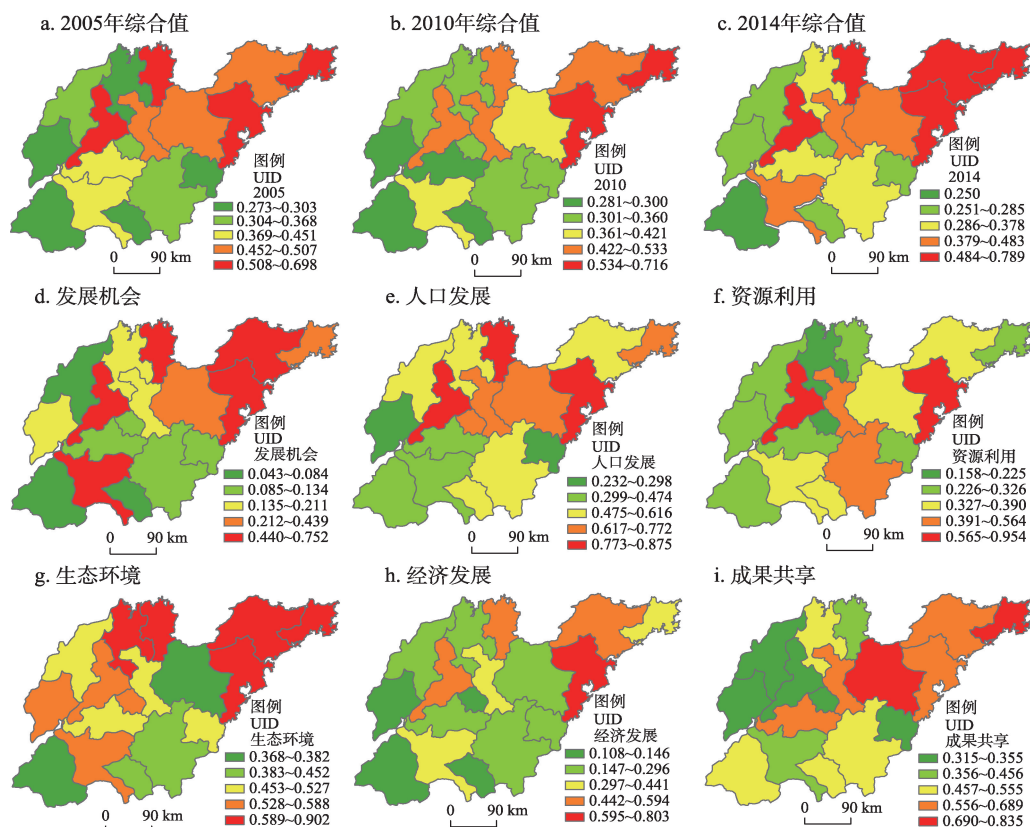 a. 2005年综合值
图例
UID
2005
0.273~0.303
0.304~0.368
0.369~0.451
0.452~0.507
0.508~0.698
0 90 km
b. 2010年综合值
图例
UID
2010
0.281~0.300
0.301~0.360
0.361~0.421
0.422~0.533
0.534~0.716
0 90 km
c. 2014年综合值
图例
UID
2014
0.250
0.251~0.285
0.286~0.378
0.379~0.483
0.484~0.789
0 90 km
d. 发展机会
图例
UID
发展机会
0.043~0.084
0.085~0.134
0.135~0.211
0.212~0.439
0.440~0.752
0 90 km
e. 人口发展
图例
UID
人口发展
0.232~0.298
0.299~0.474
0.475~0.616
0.617~0.772
0.773~0.875
0 90 km
f. 资源利用
图例
UID
资源利用
0.158~0.225
0.226~0.326
0.327~0.390
0.391~0.564
0.565~0.954
0 90 km
g. 生态环境
图例
UID
生态环境
0.368~0.382
0.383~0.452
0.453~0.527
0.528~0.588
0.589~0.902
0 90 km
h. 经济发展
图例
UID
经济发展
0.108~0.146
0.147~0.296
0.297~0.441
0.442~0.594
0.595~0.803
0 90 km
i. 成果共享
图例
UID
成果共享
0.315~0.355
0.356~0.456
0.457~0.555
0.556~0.689
0.690~0.835
0 90 km